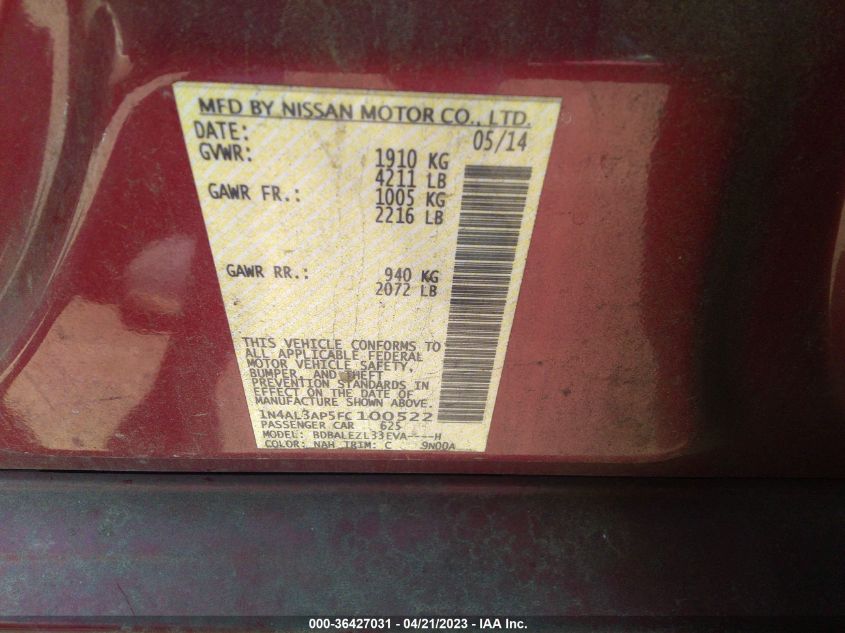 MFD BY NISSAN MOTOR CO., LTD.
DATE: 05/14
GVWR: 1910 KG
4211 LB
GAWR FR.: 1005 KG
2216 LB
GAWR RR.: 940 KG
2072 LB
THIS VEHICLE CONFORMS TO
ALL APPLICABLE FEDERAL
MOTOR VEHICLE SAFETY,
BUMPER, AND THEFT
PREVENTION STANDARDS IN
EFFECT ON THE DATE OF
MANUFACTURE SHOWN ABOVE.
1N4AL3AP5FC100522
PASSENGER CAR 625
MODEL: BDBALEZL33EVA----H
COLOR: NAH TRIM: C 9N00A
000-36427031 - 04/21/2023 - IAA Inc.